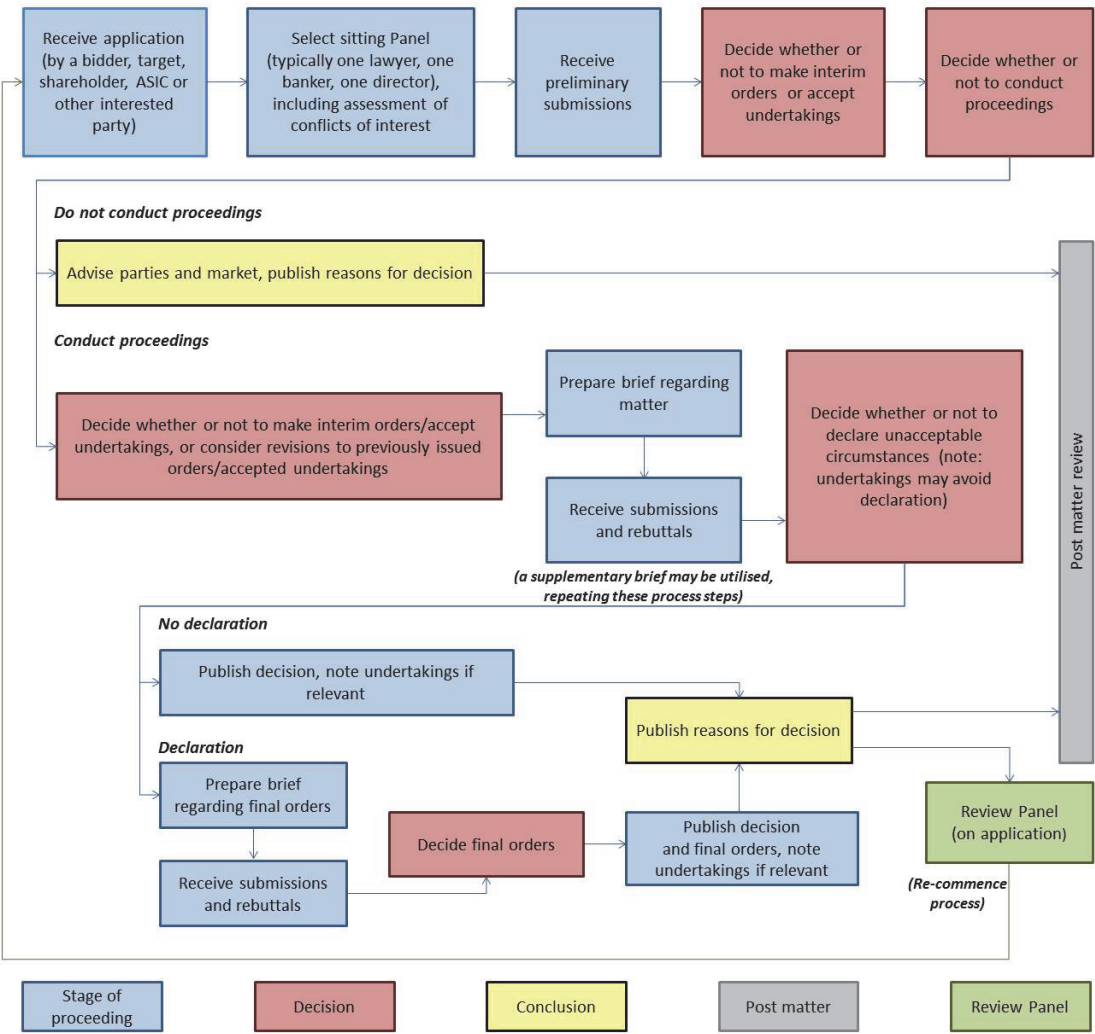 Receive application
(by a bidder, target,
shareholder, ASIC or
other interested
party)
Select sitting Panel
(typically one lawyer, one
banker, one director),
including assessment of
conflicts of interest
Receive
preliminary
submissions
Decide whether or
not to make interim
orders or accept
undertakings
Decide whether or
not to conduct
proceedings
Do not conduct proceedings
Advise parties and market, publish reasons for decision
Conduct proceedings
Decide whether or not to make interim orders/accept
undertakings, or consider revisions to previously issued
orders/accepted undertakings
Prepare brief regarding
matter
Receive submissions
and rebuttals
(a supplementary brief may be utilised,
repeating these process steps)
Decide whether or not to
declare unacceptable
circumstances (note:
undertakings may avoid
declaration)
Post matter review
No declaration
Publish decision, note undertakings if
relevant
Declaration
Prepare brief
regarding final orders
Receive submissions
and rebuttals
Decide final orders
Publish decision
and final orders, note
undertakings if relevant
Publish reasons for decision
Review Panel
(on application)
(Re-commence
process)
Stage of
proceeding
Decision
Conclusion
Post matter
Review Panel